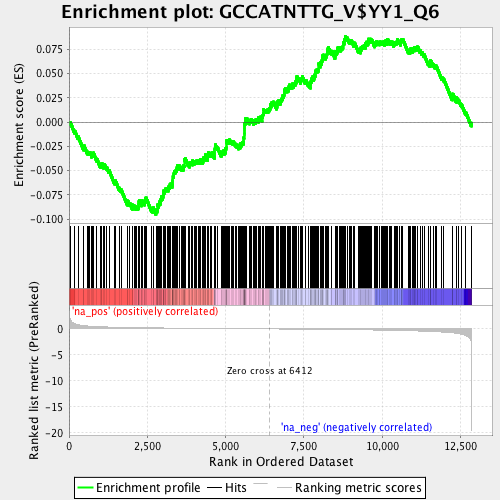 Enrichment plot: GCCATNTTG_V$YY1_Q6
Enrichment score (ES)
0.075
0.050
0.025
0.000
-0.025
-0.050
-0.075
-0.100
'na_pos' (positively correlated)
Ranked list metric (PreRanked)
0
-5
-10
-15
-20
Zero cross at 6412
'na_neg' (negatively correlated)
0
2,500
5,000
7,500
10,000
12,500
Rank in Ordered Dataset
Enrichment profile
Hits
Ranking metric scores